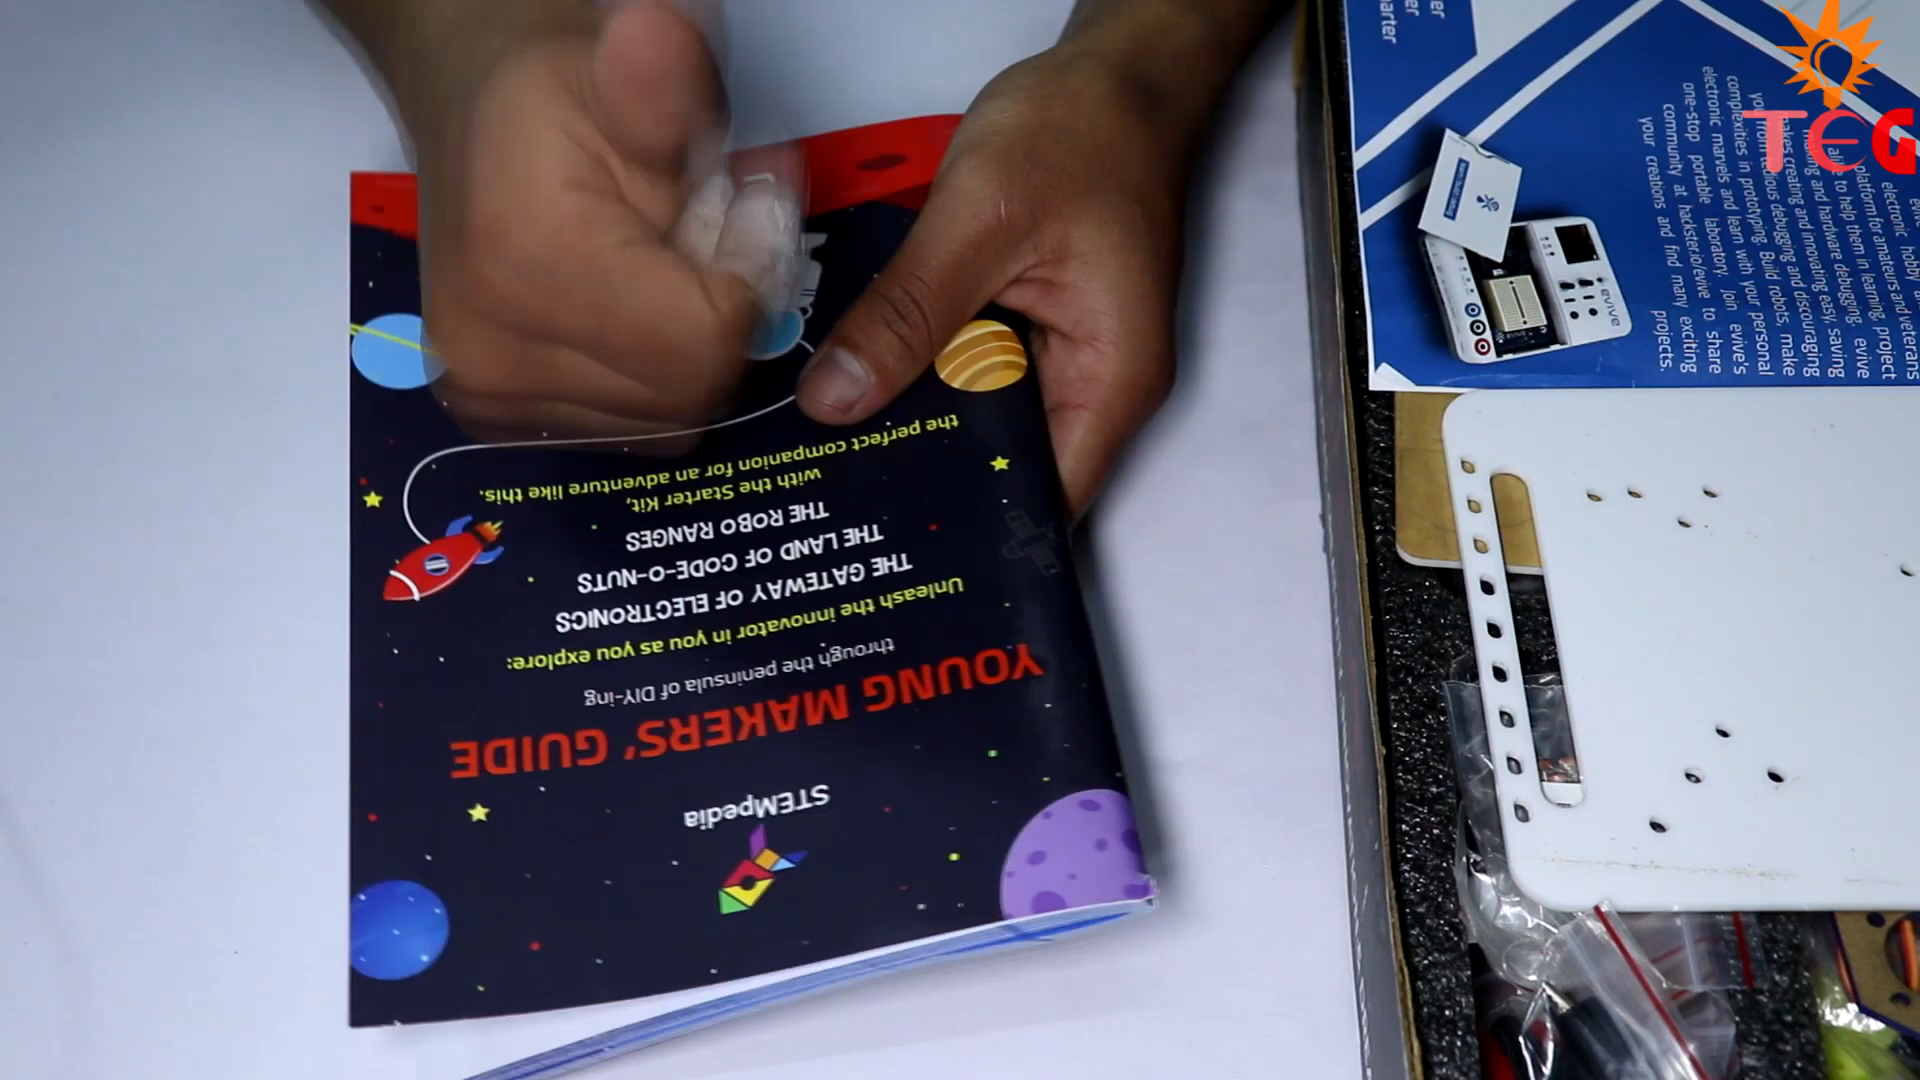 STEMpedia
YOUNG MAKERS' GUIDE
through the peninsula of DIY-ing
Unleash the innovator in you as you explore:
THE GATEWAY OF ELECTRONICS
THE LAND OF CODE-O-NUTS
THE ROBO RANGES
with the Starter Kit,
the perfect companion for an adventure like this.
TEG
electronic hobby
platform for amateurs and veterans
to help them in learning, project
making and hardware debugging. evive
makes creating and innovating easy, saving
you from tedious debugging and discouraging
complexities in prototyping. Build robots, make
electronic marvels and learn with your personal
one-stop portable laboratory. Join evive's
community at hackster.io/evive to share
your creations and find many exciting
projects.
evive